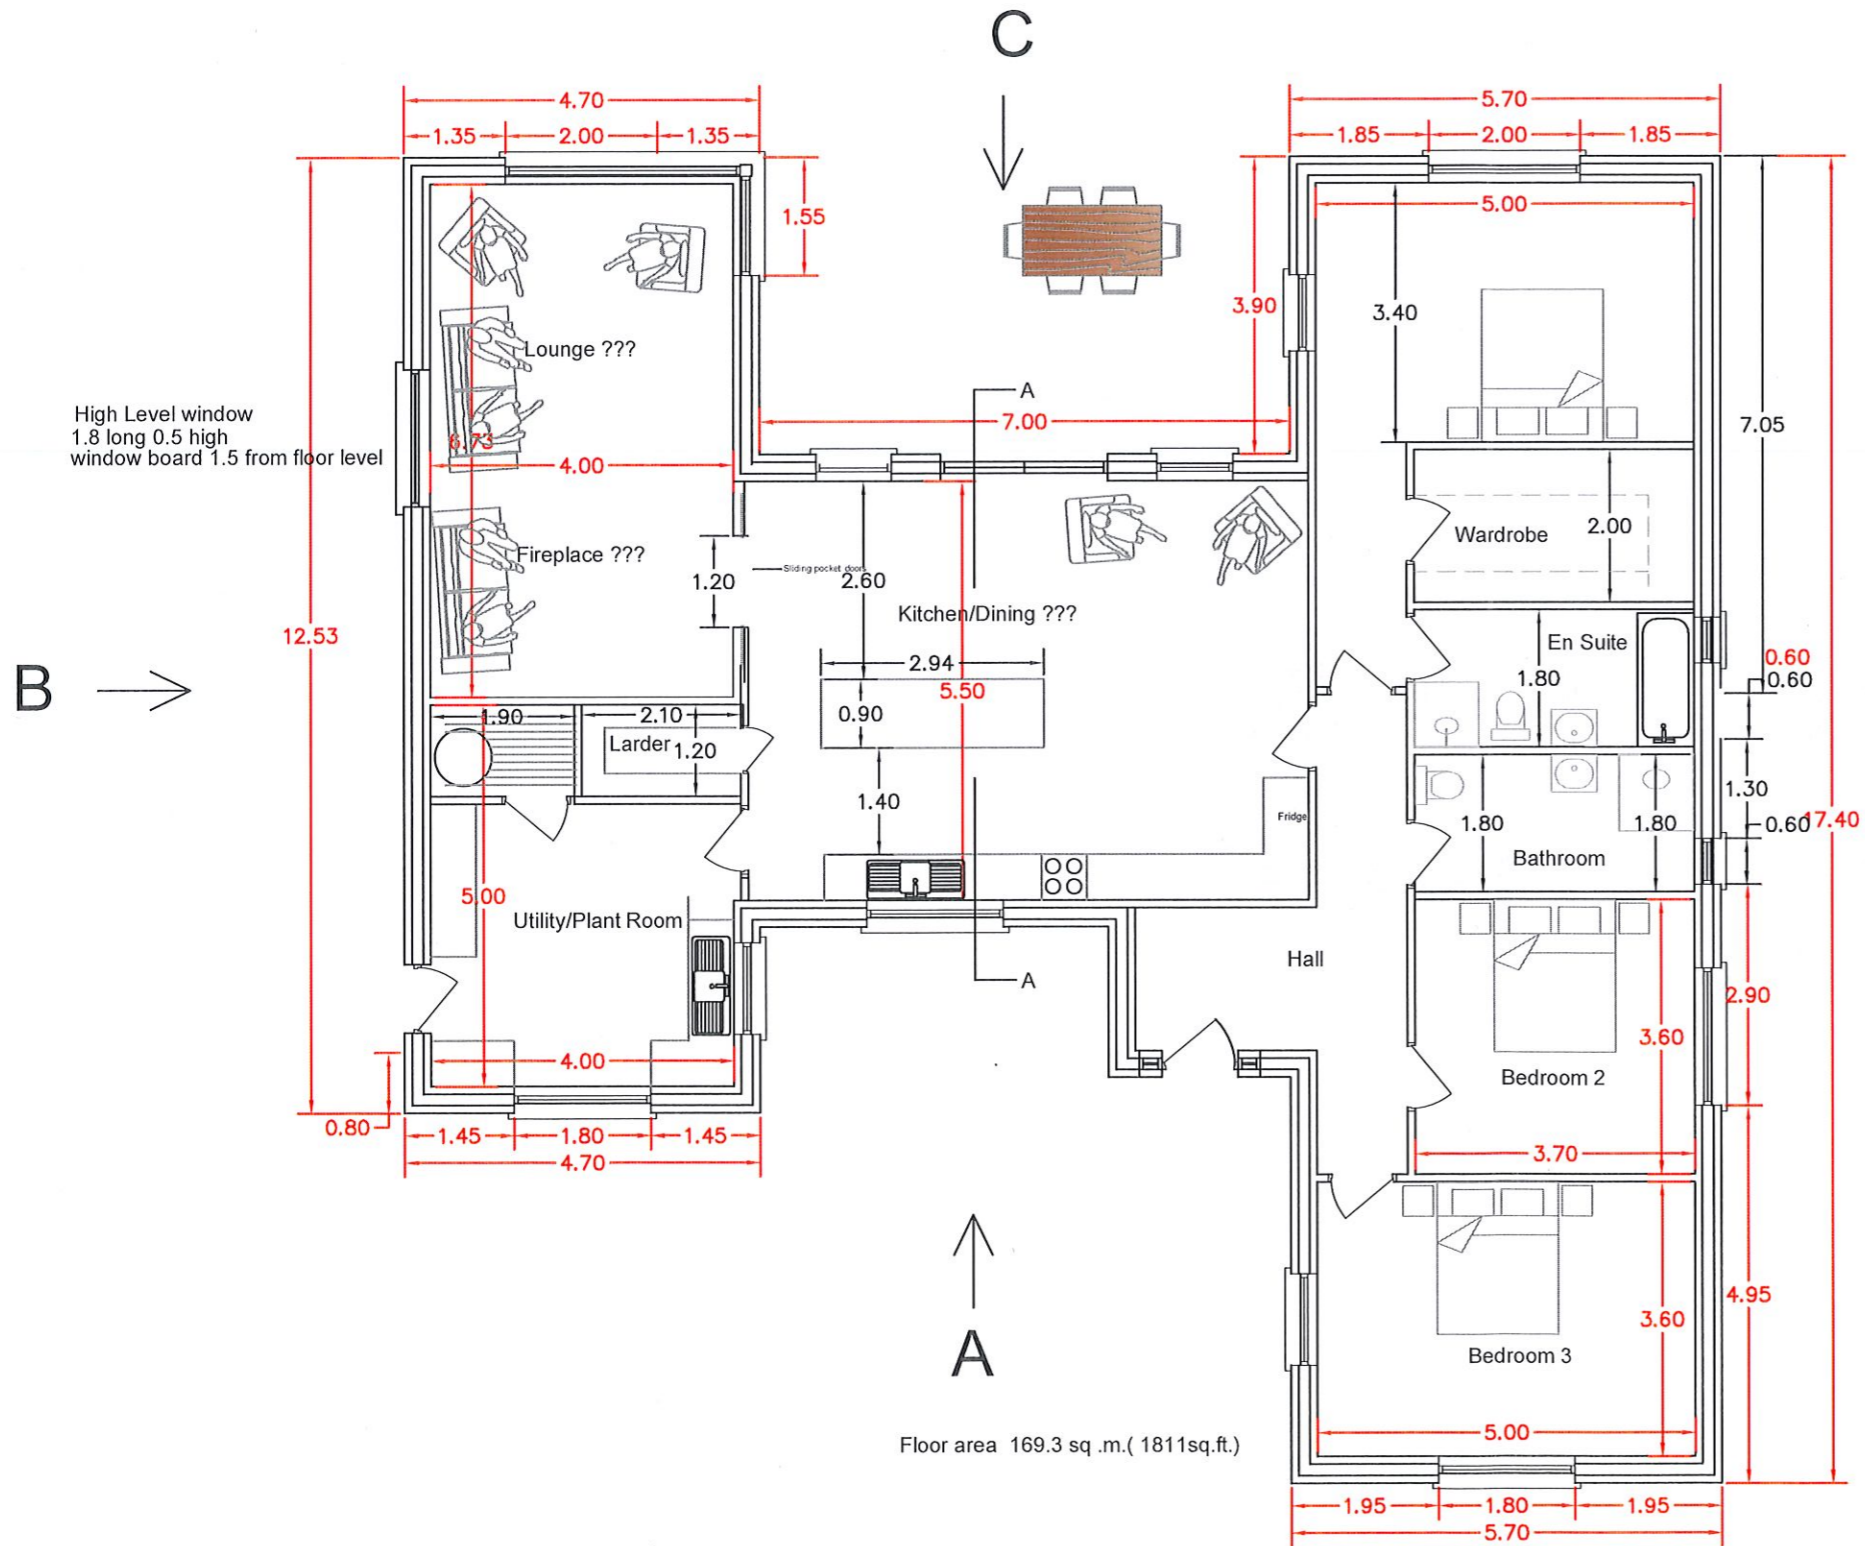 C
4.70
5.70
1.35
2.00
1.35
1.85
2.00
1.85
5.00
1.55
3.90
3.40
Lounge ???
A
High Level window
1.8 long 0.5 high
window board 1.5 from floor level
7.00
7.05
6.73
4.00
Wardrobe
2.00
Fireplace ???
1.20
Sliding pocket doors
2.60
Kitchen/Dining ???
12.53
En Suite
0.60
0.60
2.94
1.80
B
5.50
0.90
1.90
2.10
Larder
1.20
1.30
1.40
Fridge
1.80
1.80
0.60
17.40
Bathroom
5.00
Utility/Plant Room
Hall
A
2.90
3.60
4.00
Bedroom 2
0.80
1.45
1.80
1.45
3.70
4.70
4.95
3.60
A
Bedroom 3
5.00
Floor area 169.3 sq .m.( 1811sq.ft.)
1.95
1.80
1.95
5.70